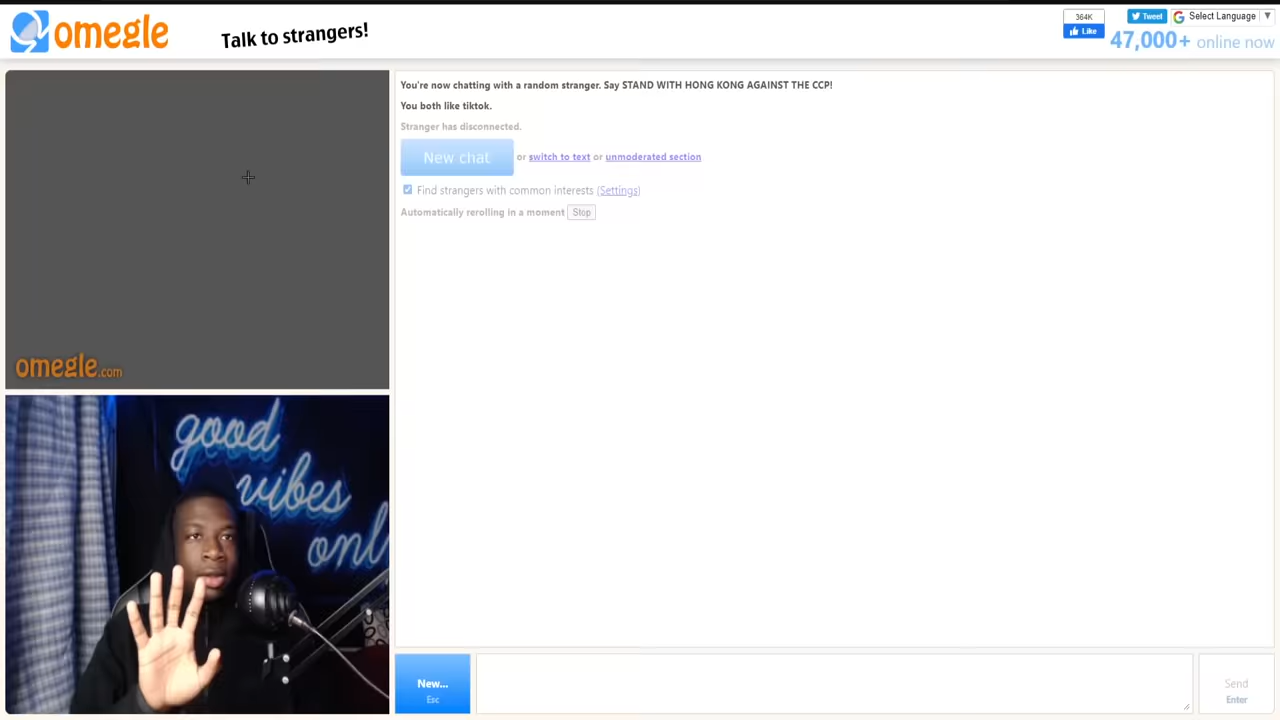 omegle
Talk to strangers!
364K
Like
Tweet
Select Language ▼
47,000+ online now
You're now chatting with a random stranger. Say STAND WITH HONG KONG AGAINST THE CCP!
You both like tiktok.
Stranger has disconnected.
New chat or switch to text or unmoderated section
Find strangers with common interests (Settings)
Automatically rerolling in a moment Stop
omegle.com
good
vibes
onl
New...
Esc
Send
Enter